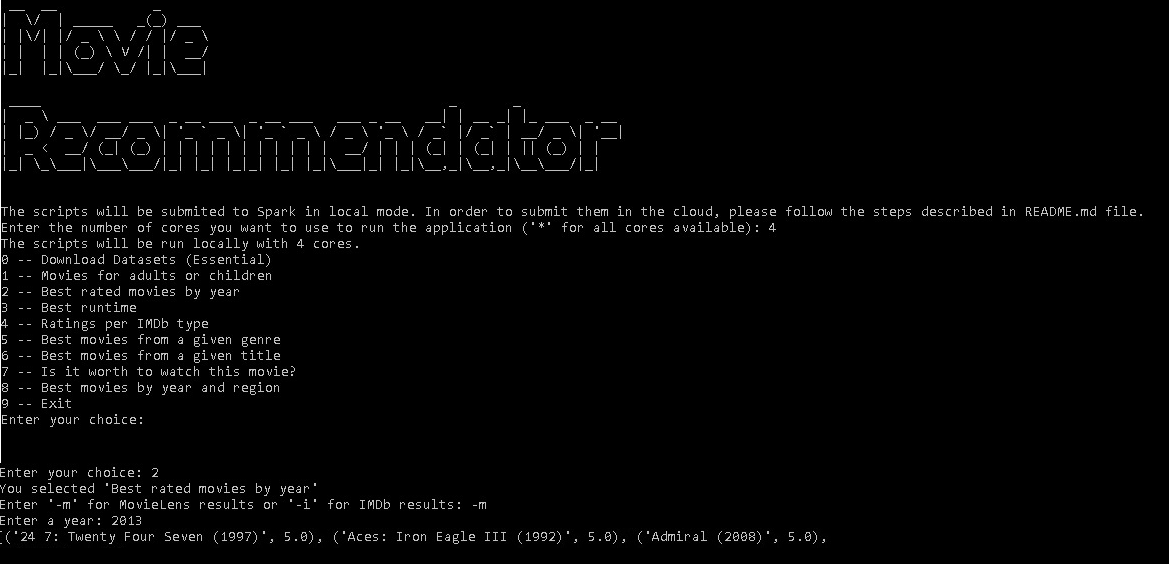 Movie
Recommendator
The scripts will be submited to Spark in local mode. In order to submit them in the cloud, please follow the steps described in README.md file.
Enter the number of cores you want to use to run the application ('*' for all cores available): 4
The scripts will be run locally with 4 cores.
0 -- Download Datasets (Essential)
1 -- Movies for adults or children
2 -- Best rated movies by year
3 -- Best runtime
4 -- Ratings per IMDb type
5 -- Best movies from a given genre
6 -- Best movies from a given title
7 -- Is it worth to watch this movie?
8 -- Best movies by year and region
9 -- Exit
Enter your choice:
Enter your choice: 2
You selected 'Best rated movies by year'
Enter '-m' for MovieLens results or '-i' for IMDb results: -m
Enter a year: 2013
[('24 7: Twenty Four Seven (1997)', 5.0), ('Aces: Iron Eagle III (1992)', 5.0), ('Admiral (2008)', 5.0),